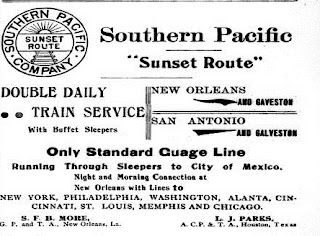 SOUTHERN PACIFIC
SUNSET
ROUTE
COMPANY.
Southern Pacific
"Sunset Route"
DOUBLE DAILY
TRAIN SERVICE
With Buffet Sleepers
NEW ORLEANS
AND GAVESTON
SAN ANTONIO
AND GALVESTON
Only Standard Guage Line
Running Through Sleepers to City of Mexico.
Night and Morning Connection at
New Orleans with Lines to
NEW YORK, PHILADELPHIA, WASHINGTON, ALANTA, CIN-
CINNATI, ST. LOUIS, MEMPHIS AND CHICAGO.
S. F. B. MORE,
G. P. and T. A., New Orleans, La.
L. J. PARKS,
A. C. P. & T. A., Houston, Texas